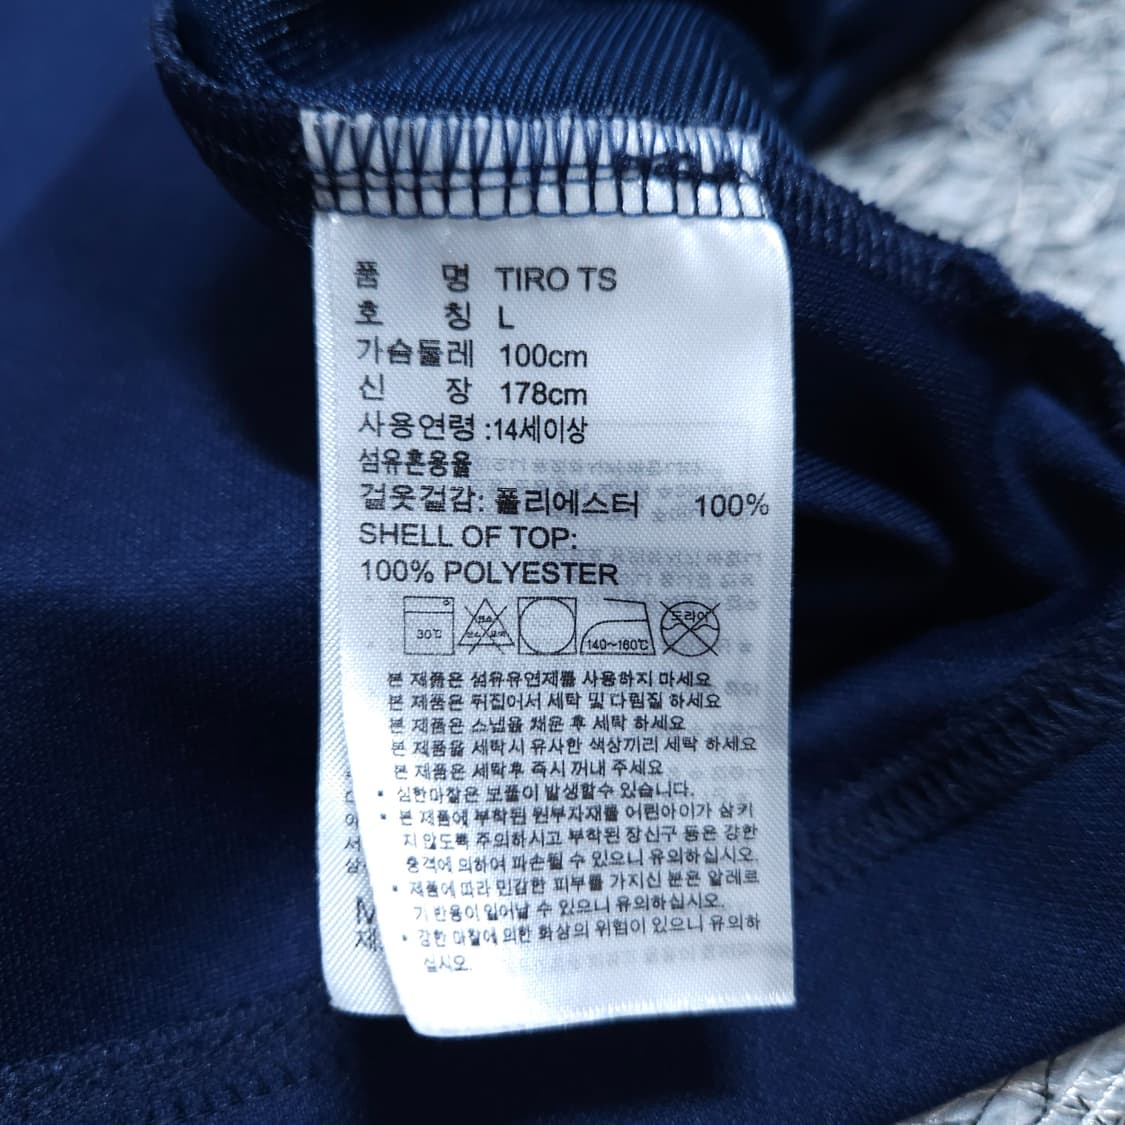 품 명 TIRO TS
호 칭 L
가슴둘레 100cm
신 장 178cm
사용연령 :14세이상
섬유혼용율
겉옷겉감: 폴리에스터 100%
SHELL OF TOP:
100% POLYESTER
30℃ 140~160℃ 드라이
본 제품은 섬유유연제를 사용하지 마세요
본 제품은 뒤집어서 세탁 및 다림질 하세요
본 제품은 스냅을 채운 후 세탁 하세요
본 제품을 세탁시 유사한 색상끼리 세탁 하세요
본 제품은 세탁후 즉시 꺼내 주세요
• 심한마찰은 보풀이 발생할수 있습니다.
• 본 제품에 부착된 원부자재를 어린아이가 삼키
지 않도록 주의하시고 부착된 장신구 등은 강한
충격에 의하여 파손될 수 있으니 유의하십시오.
• 제품에 따라 민감한 피부를 가지신 분은 알레르
기 반응이 일어날 수 있으니 유의하십시오.
• 강한 마찰에 의한 화상의 위험이 있으니 유의하
십시오.